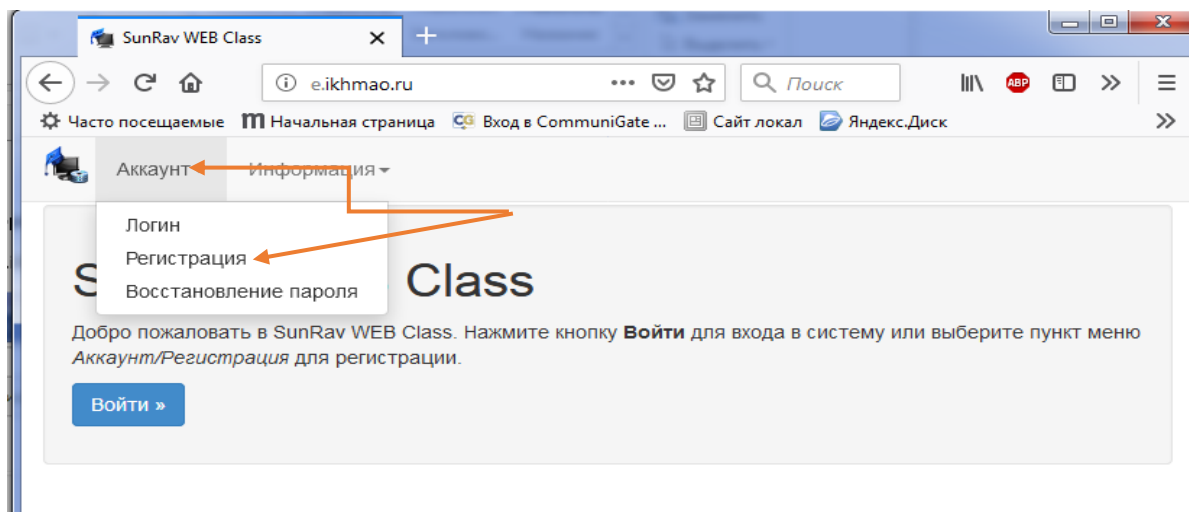 SunRav WEB Class
e.ikhmao.ru
Поиск
ABP
Часто посещаемые
Начальная страница
Вход в CommuniGate ...
Сайт локал
Яндекс.Диск
Аккаунт
Информация
Логин
Регистрация
Восстановление пароля
S
Class
Добро пожаловать в SunRav WEB Class. Нажмите кнопку Войти для входа в систему или выберите пункт меню
Аккаунт/Регистрация для регистрации.
Войти »